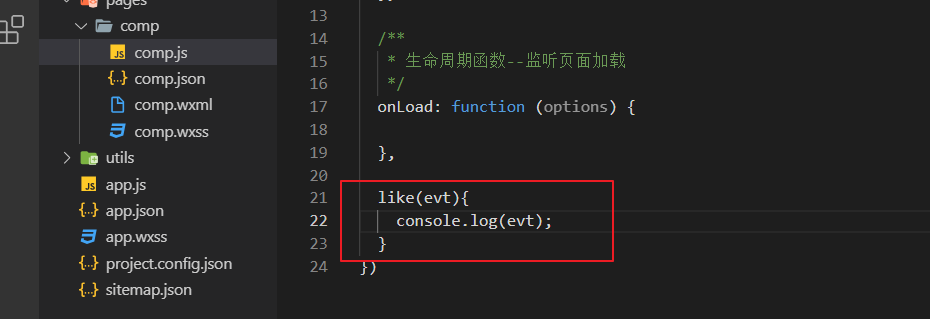 pages
comp
JS comp.js
{..} comp.json
comp.wxml
comp.wxss
utils
JS app.js
{..} app.json
app.wxss
{..} project.config.json
{..} sitemap.json
13
14 /**
15 * 生命周期函数--监听页面加载
16 */
17 onLoad: function (options) {
18
19 },
20
21 like(evt){
22 console.log(evt);
23 }
24 })